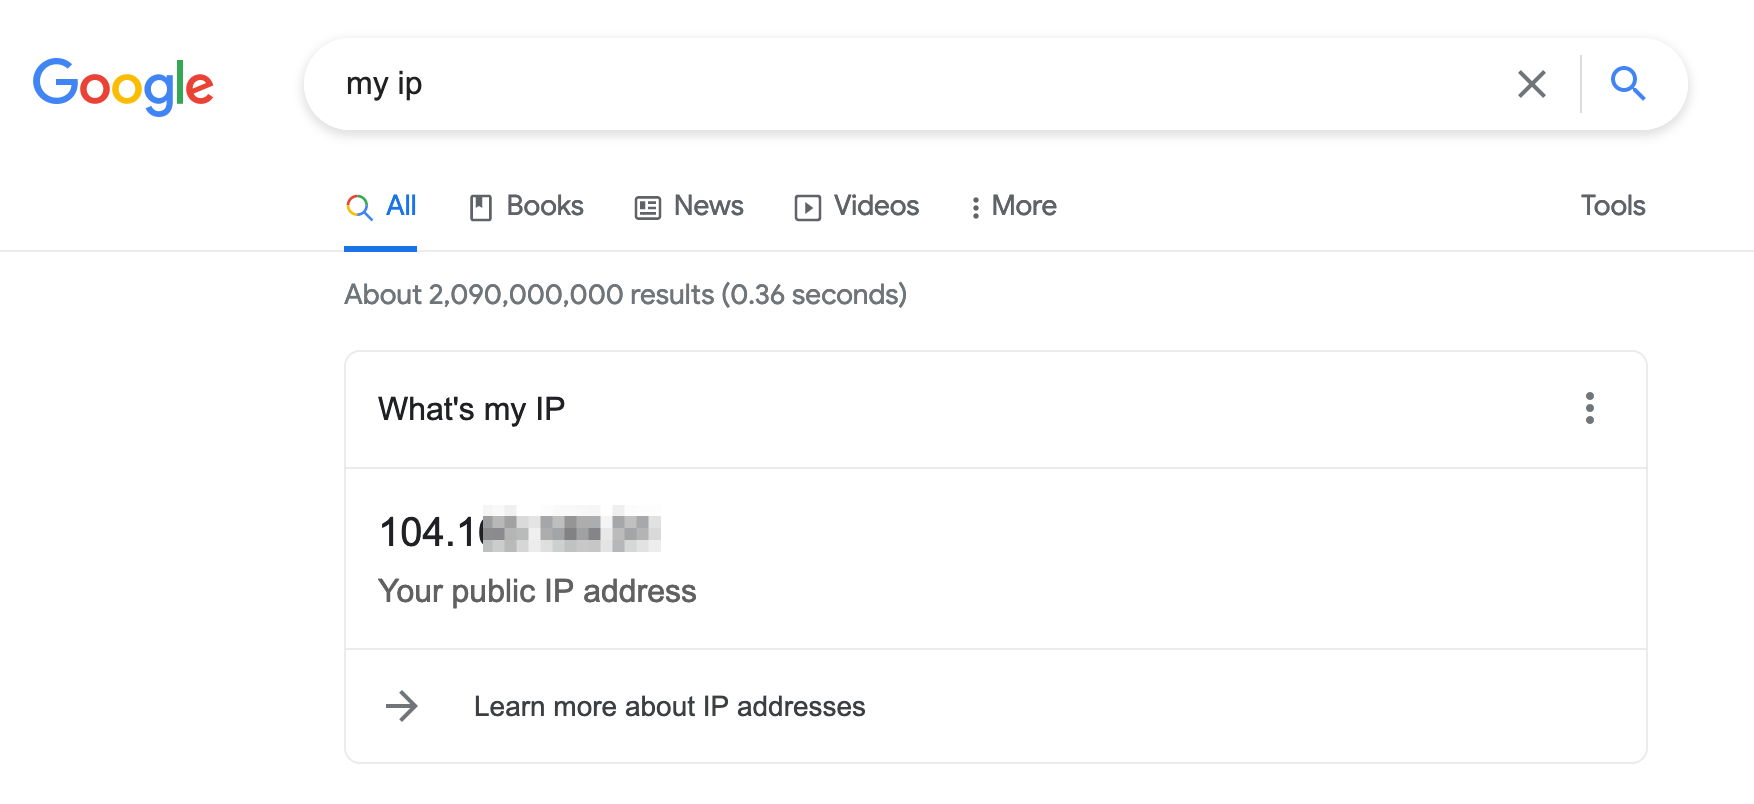 Google
my ip
All Books News Videos More Tools
About 2,090,000,000 results (0.36 seconds)
What's my IP
104.1
Your public IP address
Learn more about IP addresses